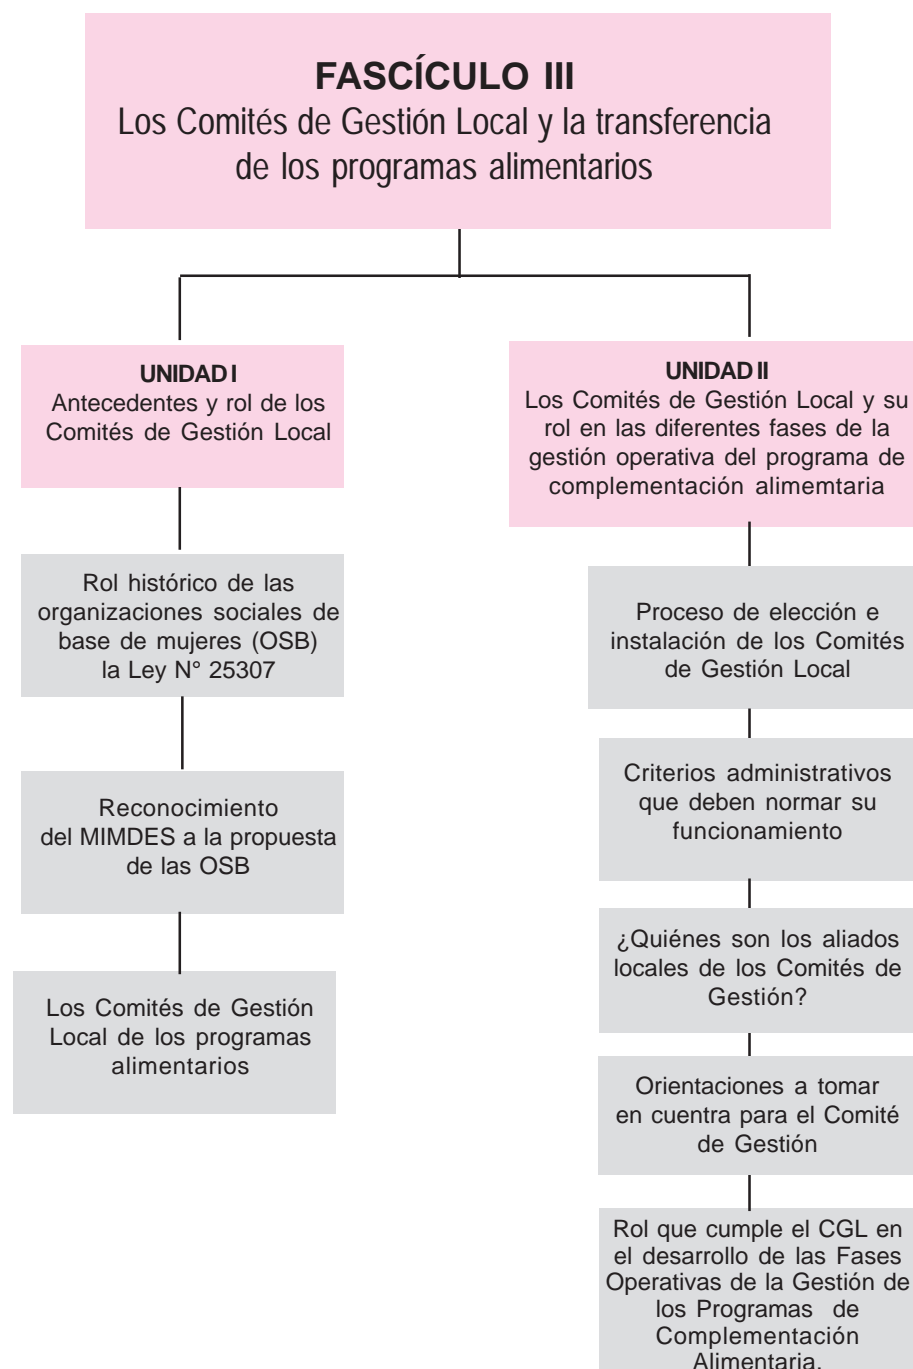 FASCÍCULO III
Los Comités de Gestión Local y la transferencia
de los programas alimentarios
UNIDAD I
Antecedentes y rol de los
Comités de Gestión Local
Rol histórico de las
organizaciones sociales de
base de mujeres (OSB)
la Ley N° 25307
Reconocimiento
del MIMDES a la propuesta
de las OSB
Los Comités de Gestión
Local de los programas
alimentarios
UNIDAD II
Los Comités de Gestión Local y su
rol en las diferentes fases de la
gestión operativa del programa de
complementación alimemtaria
Proceso de elección e
instalación de los Comités
de Gestión Local
Criterios administrativos
que deben normar su
funcionamiento
¿Quiénes son los aliados
locales de los Comités de
Gestión?
Orientaciones a tomar
en cuentra para el Comité
de Gestión
Rol que cumple el CGL en
el desarrollo de las Fases
Operativas de la Gestión de
los Programas de
Complementación
Alimentaria.